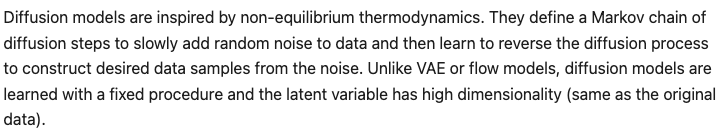 Diffusion models are inspired by non-equilibrium thermodynamics. They define a Markov chain of
diffusion steps to slowly add random noise to data and then learn to reverse the diffusion process
to construct desired data samples from the noise. Unlike VAE or flow models, diffusion models are
learned with a fixed procedure and the latent variable has high dimensionality (same as the original
data).